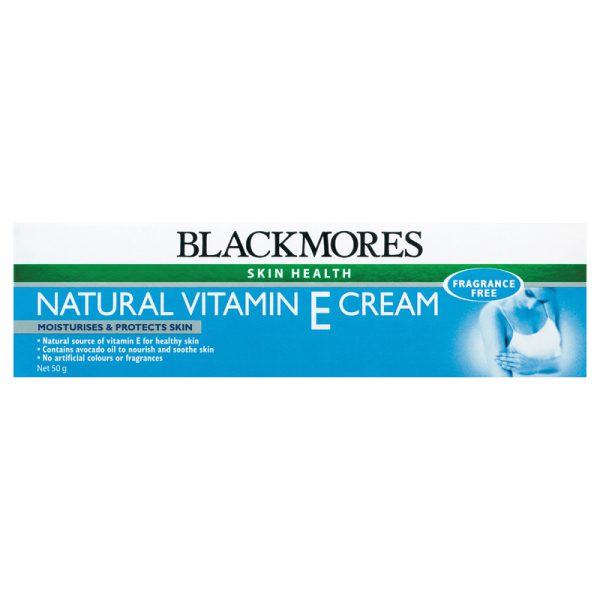 BLACKMORES
SKIN HEALTH
NATURAL VITAMIN E CREAM
FRAGRANCE
FREE
MOISTURISES & PROTECTS SKIN
• Natural source of vitamin E for healthy skin
• Contains avocado oil to nourish and soothe skin
• No artificial colours or fragrances
Net 50 g